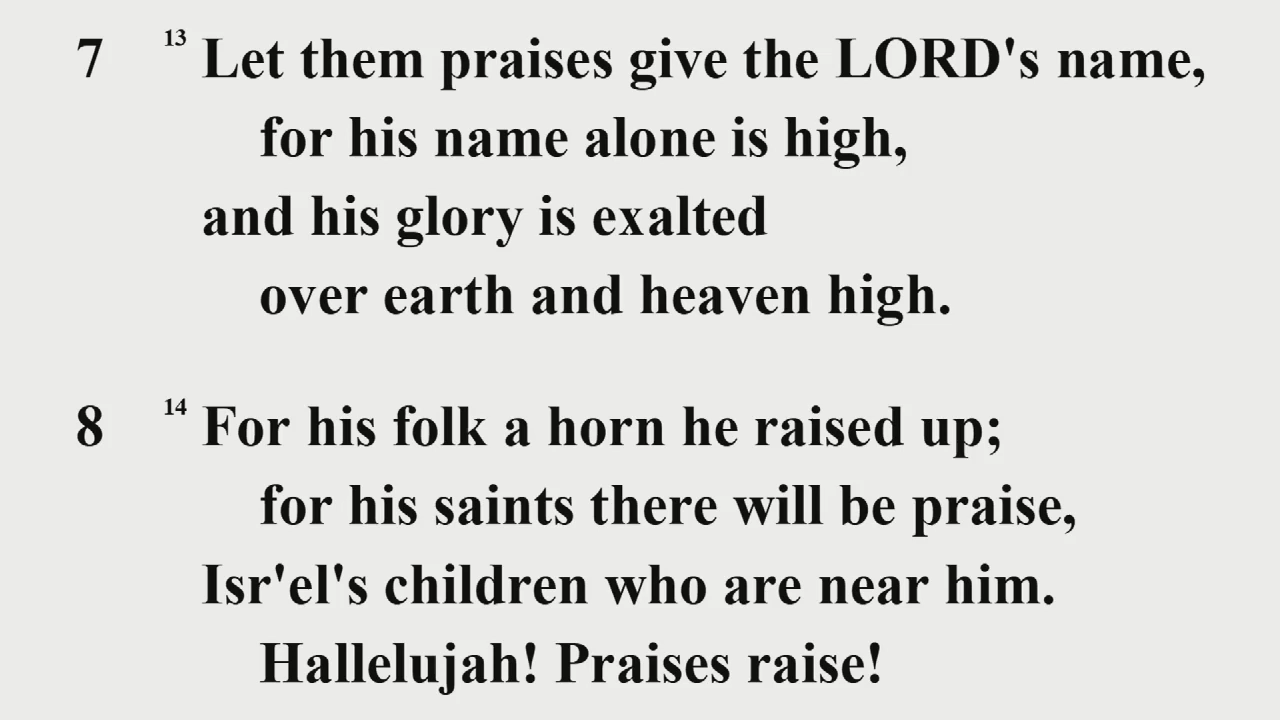 7 13 Let them praises give the LORD's name,
for his name alone is high,
and his glory is exalted
over earth and heaven high.
8 14 For his folk a horn he raised up;
for his saints there will be praise,
Isr'el's children who are near him.
Hallelujah! Praises raise!